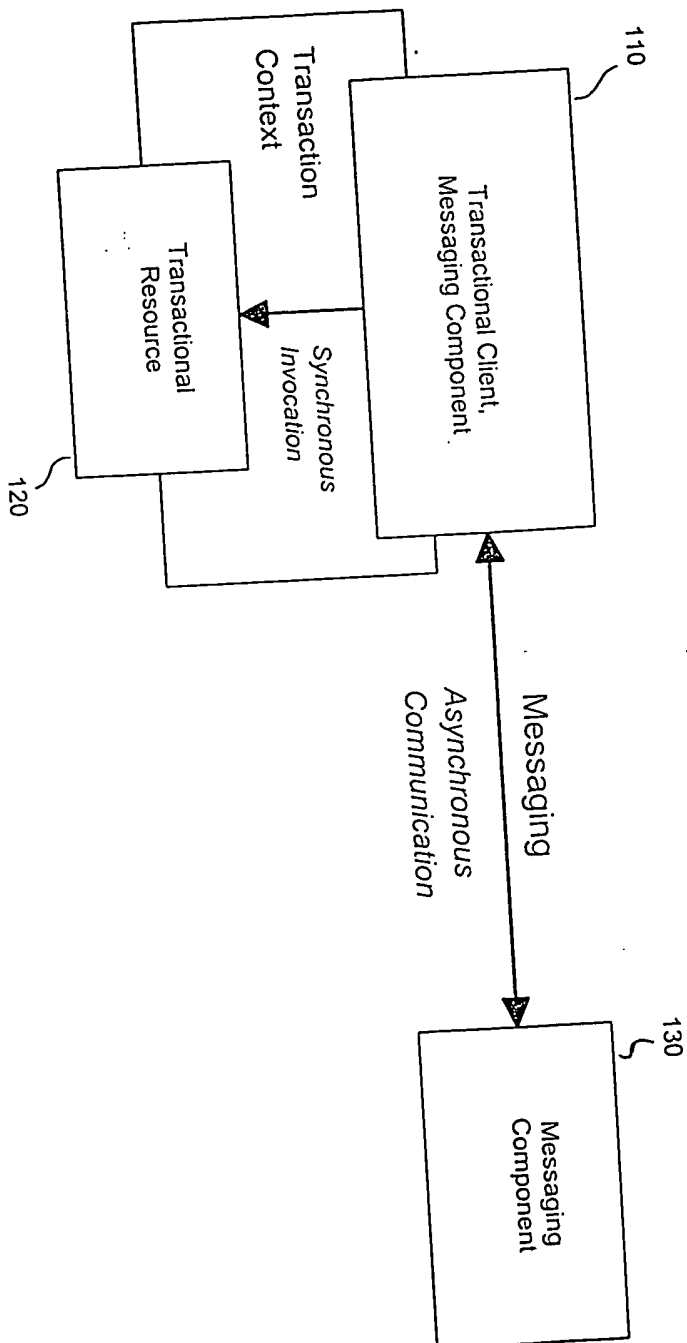 110
Transactional Client,
Messaging Component
Transaction
Context
Synchronous
Invocation
Transactional
Resource
120
Messaging
Asynchronous
Communication
130
Messaging
Component